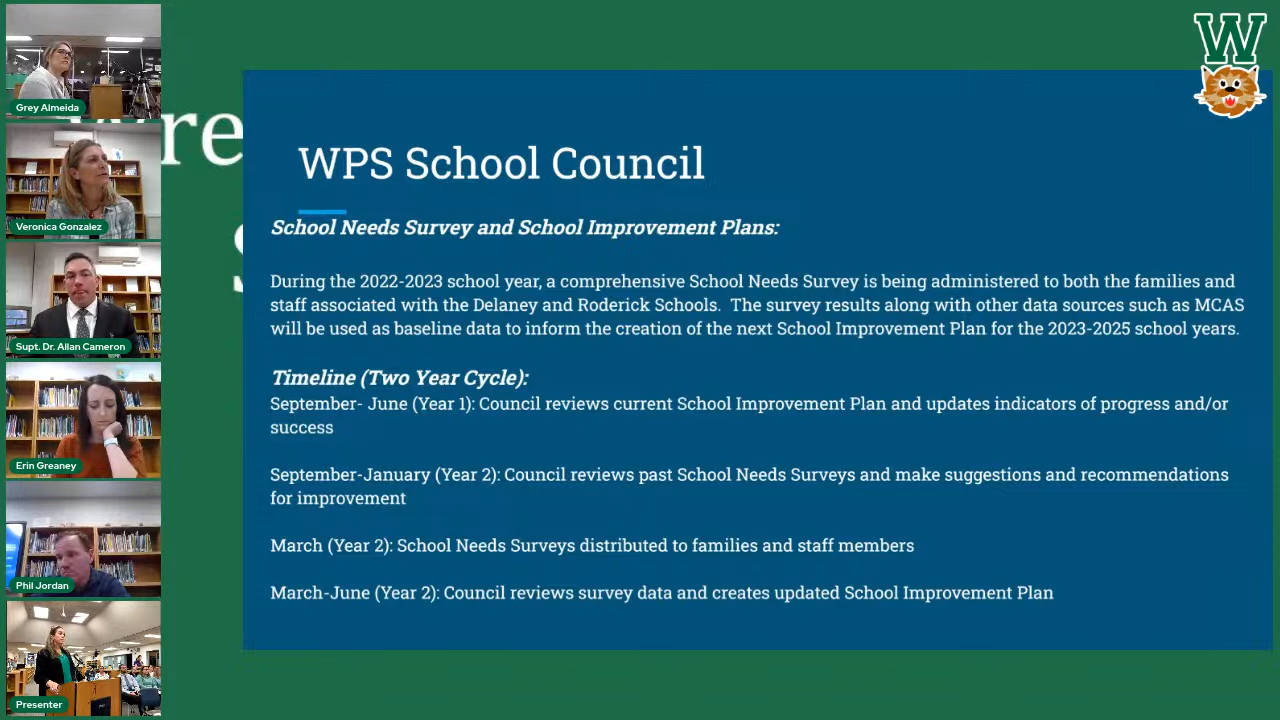 Grey Almeida
Veronica Gonzalez
Supt. Dr. Allan Cameron
Erin Greaney
Phil Jordan
Presenter
W
re
WPS School Council
School Needs Survey and School Improvement Plans:
During the 2022-2023 school year, a comprehensive School Needs Survey is being administered to both the families and
staff associated with the Delaney and Roderick Schools.  The survey results along with other data sources such as MCAS
will be used as baseline data to inform the creation of the next School Improvement Plan for the 2023-2025 school years.
Timeline (Two Year Cycle):
September- June (Year 1): Council reviews current School Improvement Plan and updates indicators of progress and/or
success
September-January (Year 2): Council reviews past School Needs Surveys and make suggestions and recommendations
for improvement
March (Year 2): School Needs Surveys distributed to families and staff members
March-June (Year 2): Council reviews survey data and creates updated School Improvement Plan